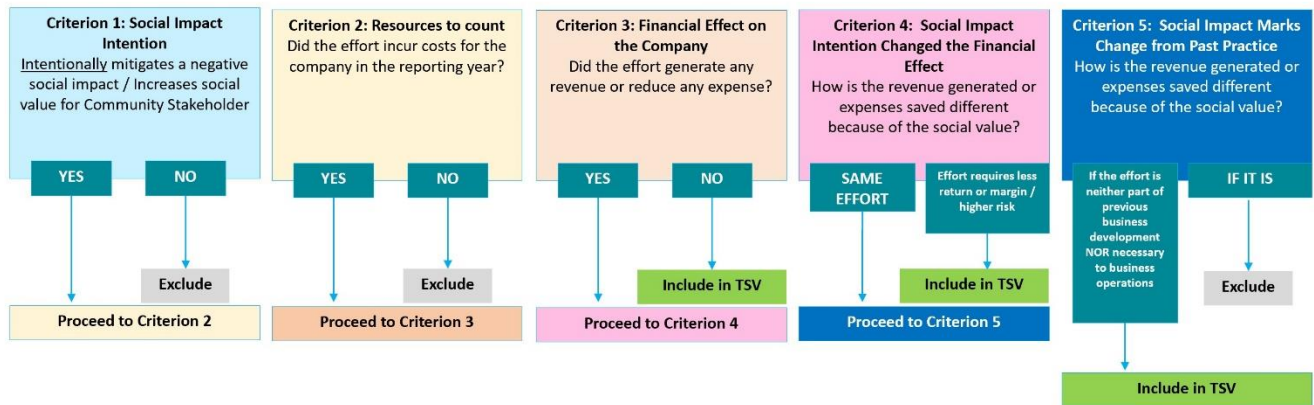 Criterion 1: Social Impact
Intention
Intentionally mitigates a negative
social impact / Increases social
value for Community Stakeholder
YES
NO
Exclude
Proceed to Criterion 2
Criterion 2: Resources to count
Did the effort incur costs for the
company in the reporting year?
YES
NO
Exclude
Proceed to Criterion 3
Criterion 3: Financial Effect on
the Company
Did the effort generate any
revenue or reduce any expense?
YES
NO
Include in TSV
Proceed to Criterion 4
Criterion 4: Social Impact
Intention Changed the Financial
Effect
How is the revenue generated or
expenses saved different
because of the social value?
SAME
EFFORT
Effort requires less
return or margin /
higher risk
Include in TSV
Proceed to Criterion 5
Criterion 5: Social Impact Marks
Change from Past Practice
How is the revenue generated or
expenses saved different
because of the social value?
If the effort is
neither part of
previous
business
development
NOR necessary
to business
operations
IF IT IS
Exclude
Include in TSV